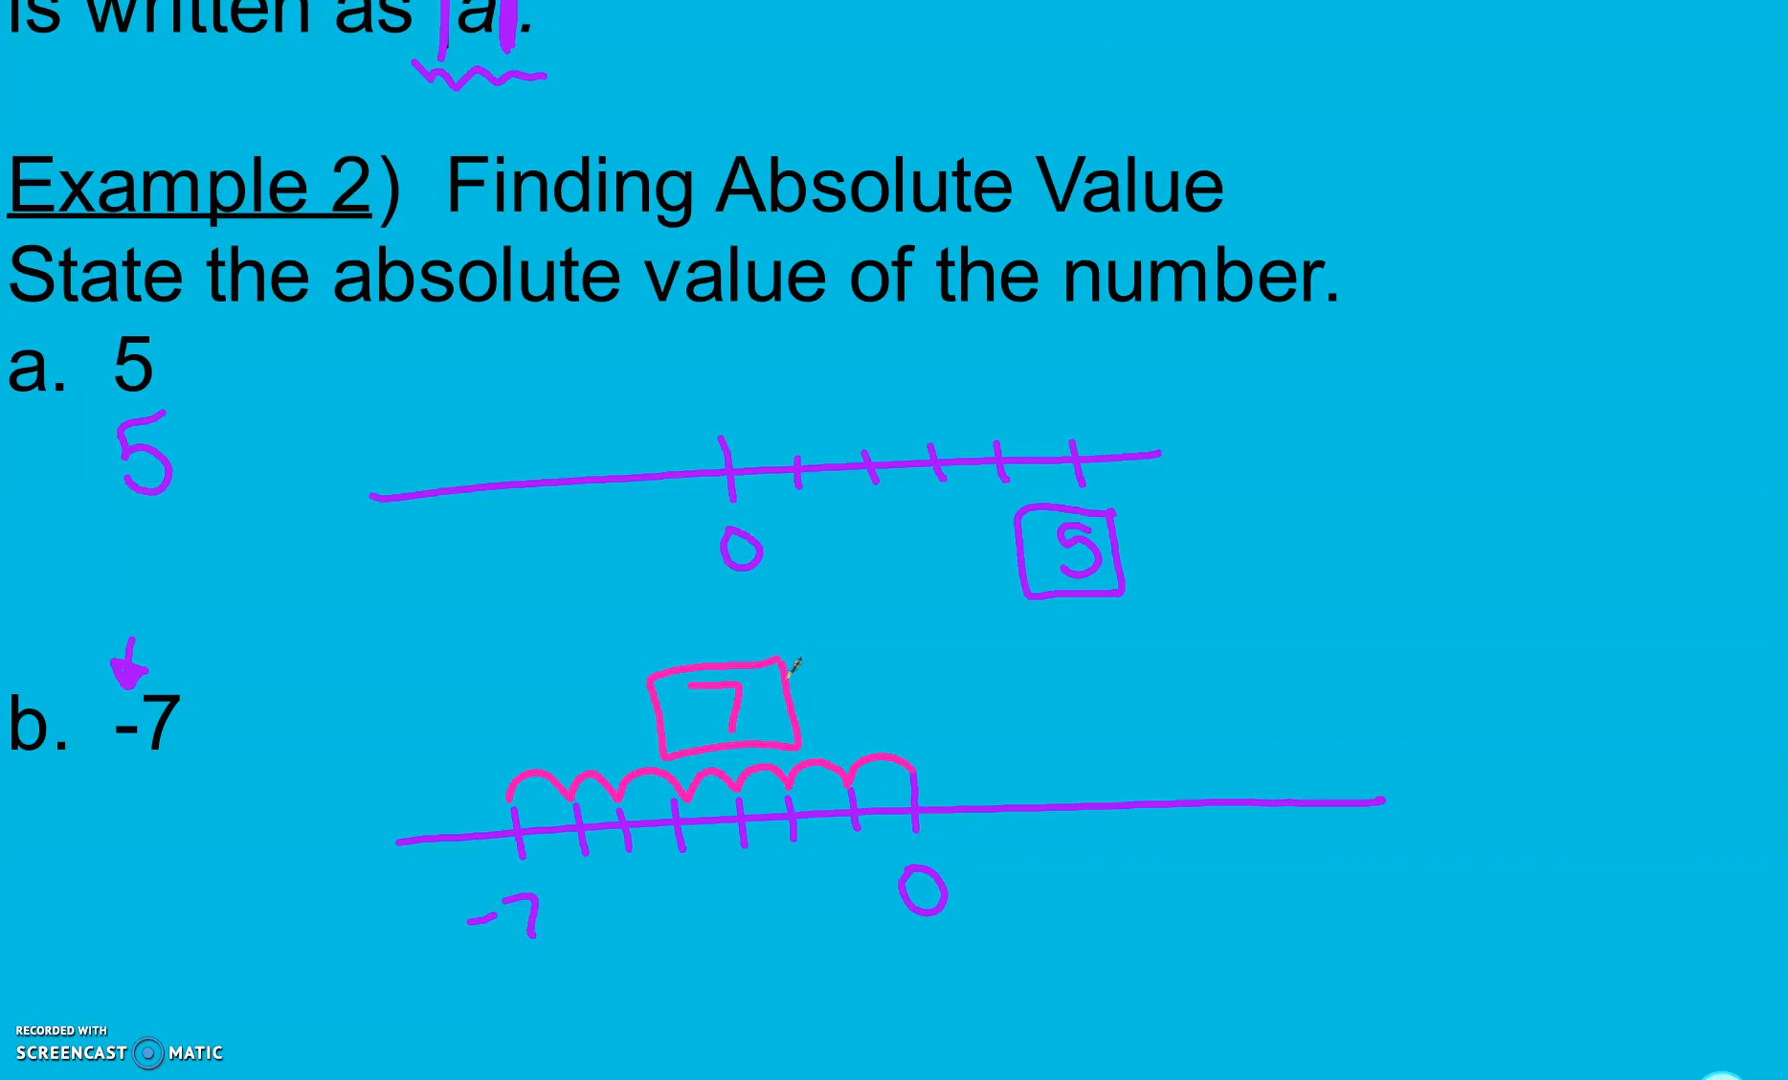 is written as |a|.
Example 2) Finding Absolute Value
State the absolute value of the number.
a. 5
5
0
5
b. -7
7
-7
0
RECORDED WITH
SCREENCAST MATIC